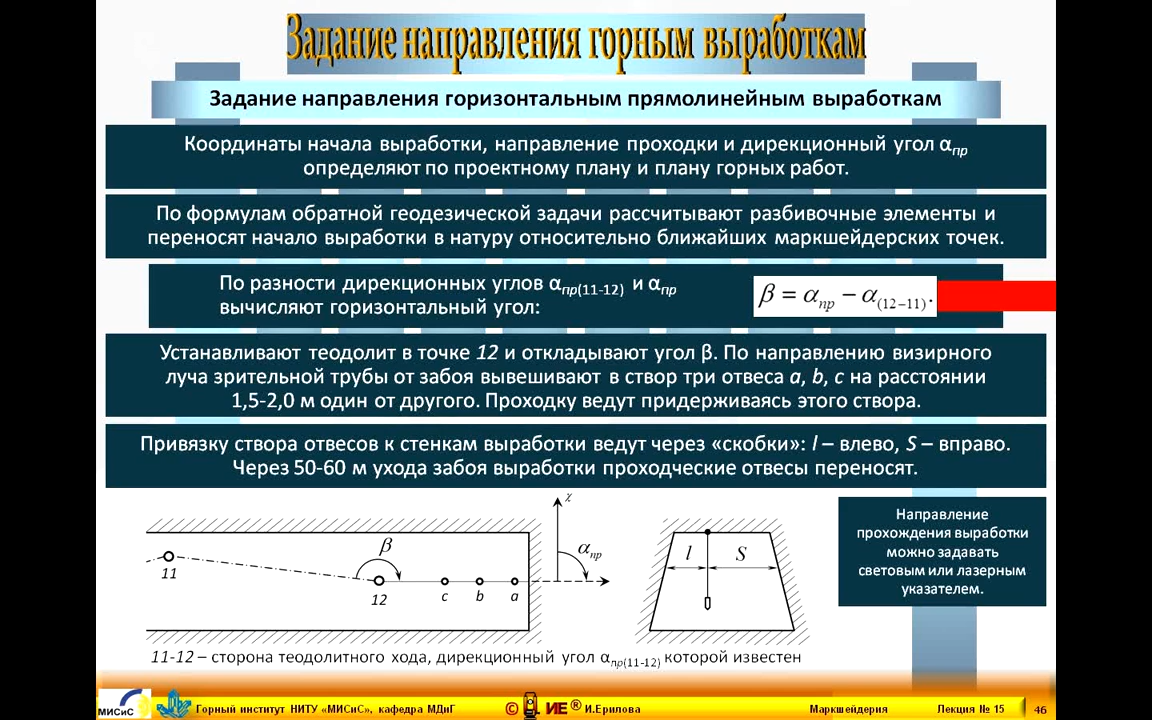 Задание направления горным выработкам
Задание направления горизонтальным прямолинейным выработкам
Координаты начала выработки, направление проходки и дирекционный угол αпр
определяют по проектному плану и плану горных работ.
По формулам обратной геодезической задачи рассчитывают разбивочные элементы и
переносят начало выработки в натуру относительно ближайших маркшейдерских точек.
По разности дирекционных углов αпр(11-12) и αпр
вычисляют горизонтальный угол:
β = αпр − α(12−11).
Устанавливают теодолит в точке 12 и откладывают угол β. По направлению визирного
луча зрительной трубы от забоя вывешивают в створ три отвеса a, b, c на расстоянии
1,5-2,0 м один от другого. Проходку ведут придерживаясь этого створа.
Привязку створа отвесов к стенкам выработки ведут через «скобки»: l – влево, S – вправо.
Через 50-60 м ухода забоя выработки проходческие отвесы переносят.
χ
β
αпр
11
12
c
b
a
l
S
Направление
прохождения выработки
можно задавать
световым или лазерным
указателем.
11-12 – сторона теодолитного хода, дирекционный угол αпр(11-12) которой известен
МИСиС
Горный институт НИТУ «МИСиС», кафедра МДиГ
© ИЕ ® И.Ерилова
Маркшейдерия
Лекция № 15
46